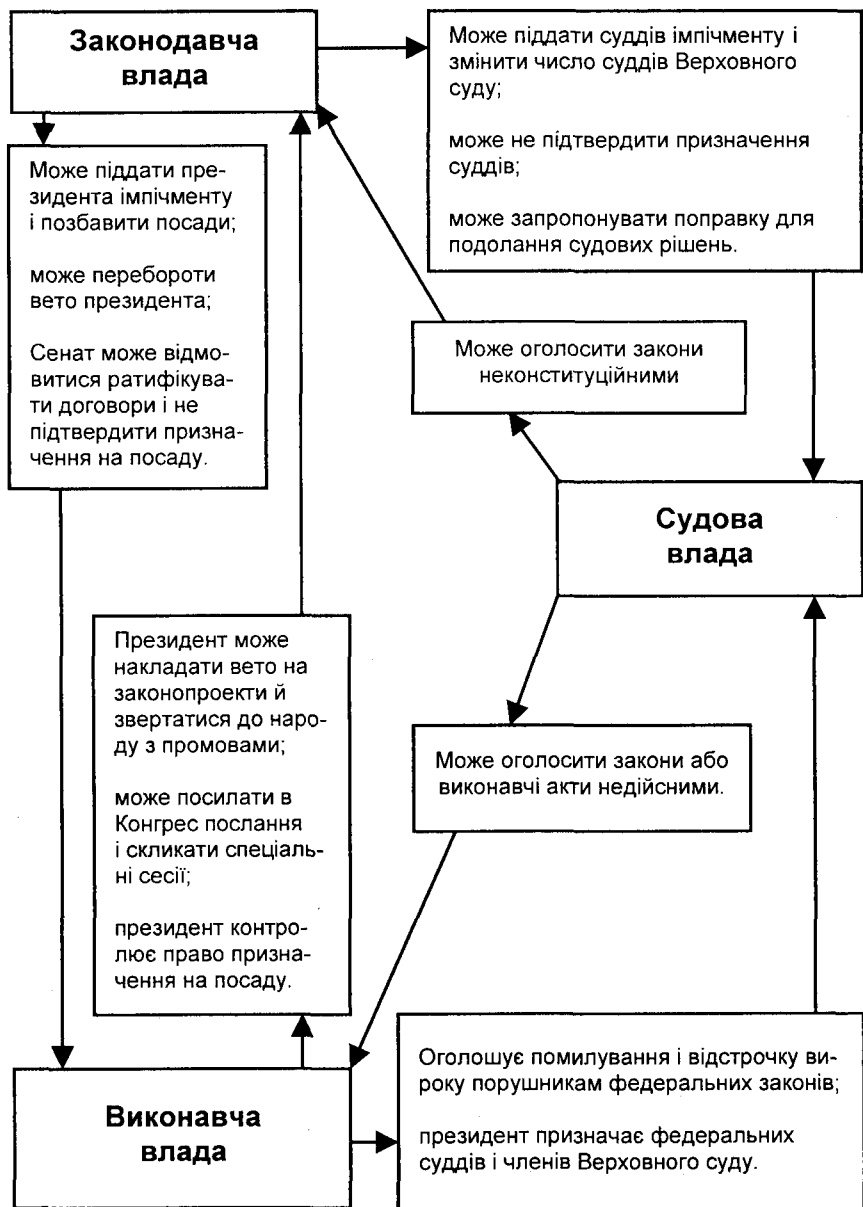 Законодавча
влада
Може піддати суддів імпічменту і
змінити число суддів Верховного
суду;
може не підтвердити призначення
суддів;
може запропонувати поправку для
подолання судових рішень.
Може піддати пре-
зидента імпічменту
і позбавити посади;
може перебороти
вето президента;
Сенат може відмо-
витися ратифікува-
ти договори і не
підтвердити призна-
чення на посаду.
Може оголосити закони
неконституційними
Судова
влада
Президент може
накладати вето на
законопроекти й
звертатися до наро-
ду з промовами;
може посилати в
Конгрес послання
і скликати спеціаль-
ні сесії;
президент контро-
лює право призна-
чення на посаду.
Може оголосити закони або
виконавчі акти недійсними.
Виконавча
влада
Оголошує помилування і відстрочку ви-
року порушникам федеральних законів;
президент призначає федеральних
суддів і членів Верховного суду.